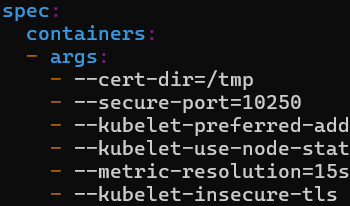 spec:
  containers:
  - args:
    - --cert-dir=/tmp
    - --secure-port=10250
    - --kubelet-preferred-add
    - --kubelet-use-node-stat
    - --metric-resolution=15s
    - --kubelet-insecure-tls